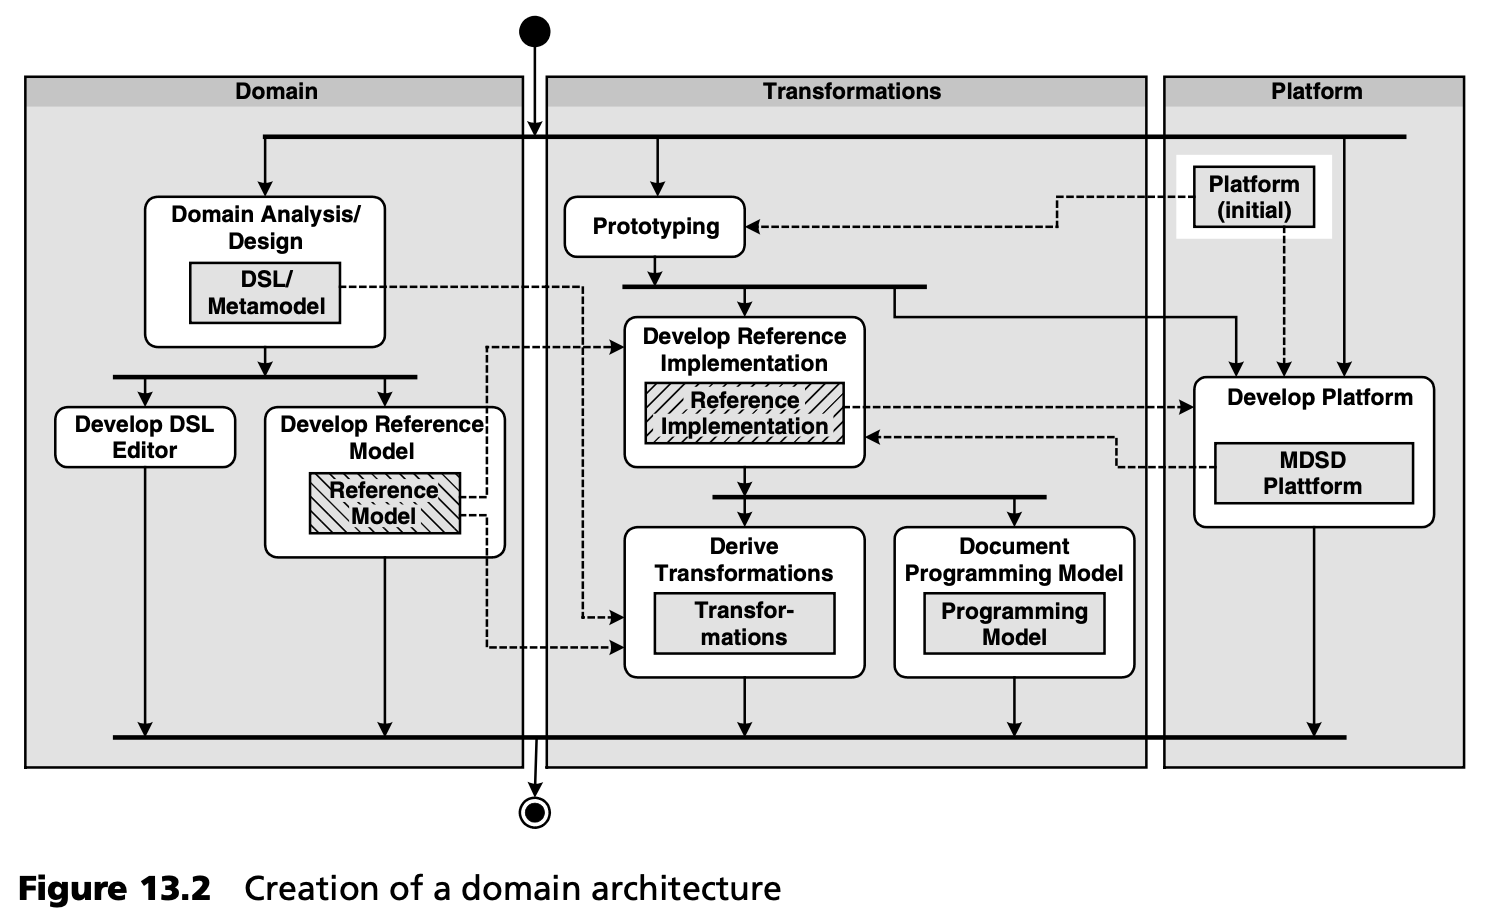 Domain
Transformations
Platform
Domain Analysis/
Design
DSL/
Metamodel
Develop DSL
Editor
Develop Reference
Model
Reference
Model
Prototyping
Develop Reference
Implementation
Reference
Implementation
Derive
Transformations
Transfor-
mations
Document
Programming Model
Programming
Model
Platform
(initial)
Develop Platform
MDSD
Plattform
Figure 13.2 Creation of a domain architecture